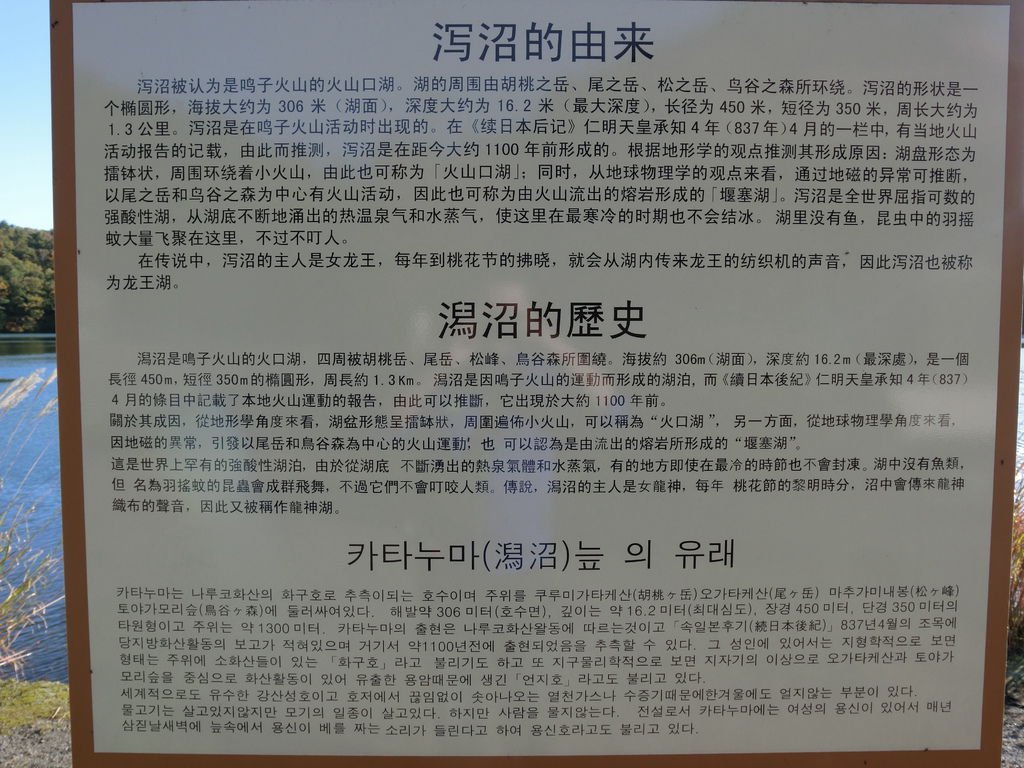 泻沼的由来
泻沼被认为是鸣子火山的火山口湖。湖的周围由胡桃之岳、尾之岳、松之岳、鸟谷之森所环绕。泻沼的形状是一
个椭圆形，海拔大约为 306 米（湖面），深度大约为 16.2 米（最大深度），长径为 450 米，短径为 350 米，周长大约为
1.3 公里。泻沼是在鸣子火山活动时出现的。在《续日本后记》仁明天皇承知 4 年（837 年）4 月的一栏中，有当地火山
活动报告的记载，由此而推测，泻沼是在距今大约 1100 年前形成的。根据地形学的观点推测其形成原因：湖盘形态为
擂钵状，周围环绕着小火山，由此也可称为「火山口湖」；同时，从地球物理学的观点来看，通过地磁的异常可推断，
以尾之岳和鸟谷之森为中心有火山活动，因此也可称为由火山流出的熔岩形成的「堰塞湖」。泻沼是全世界屈指可数的
强酸性湖，从湖底不断地涌出的热温泉气和水蒸气，使这里在最寒冷的时期也不会结冰。 湖里没有鱼，昆虫中的羽摇
蚊大量飞聚在这里，不过不叮人。
在传说中，泻沼的主人是女龙王，每年到桃花节的拂晓，就会从湖内传来龙王的纺织机的声音，因此泻沼也被称
为龙王湖。
潟沼的歷史
潟沼是鳴子火山的火口湖，四周被胡桃岳、尾岳、松峰、鳥谷森所圍繞。海拔約 306m（湖面），深度約 16.2m（最深處），是一個
長徑 450m，短徑 350m 的橢圓形，周長約 1.3Km。 潟沼是因鳴子火山的運動而形成的湖泊，而《續日本後紀》仁明天皇承知 4 年（837）
4 月的條目中記載了本地火山運動的報告，由此可以推斷，它出現於大約 1100 年前。
關於其成因，從地形學角度來看，湖盆形態呈擂缽狀，周圍遍佈小火山，可以稱為“火口湖”， 另一方面，從地球物理學角度來看，
因地磁的異常，引發以尾岳和鳥谷森為中心的火山運動，也 可以認為是由流出的熔岩所形成的“堰塞湖”。
這是世界上罕有的強酸性湖泊，由於從湖底 不斷湧出的熱泉氣體和水蒸氣，有的地方即使在最冷的時節也不會封凍。湖中沒有魚類，
但 名為羽搖蚊的昆蟲會成群飛舞，不過它們不會叮咬人類。傳說，潟沼的主人是女龍神，每年 桃花節的黎明時分，沼中會傳來龍神
織布的聲音，因此又被稱作龍神湖。
카타누마(潟沼)늪 의 유래
카타누마는 나루코화산의 화구호로 추측이되는 호수이며 주위를 쿠루미가타케산(胡桃ヶ岳)오가타케산(尾ヶ岳) 마추가미내봉(松ヶ峰)
토야가모리숲(鳥谷ヶ森)에 둘러싸여있다. 해발약 306 미터(호수면), 깊이는 약 16.2 미터(최대심도), 장경 450 미터, 단경 350 미터의
타원형이고 주위는 약 1300 미터. 카타누마의 출현은 나루코화산왈동에 따르는것이고「속일본후기(続日本後紀)」837년4월의 조목에
당지방화산활동의 보고가 적혀있으며 거기서 약1100년전에 출현되었음을 추측할 수 있다. 그 성인에 있어서는 지형학적으로 보면
형태는 주위에 소화산들이 있는 「화구호」라고 불리기도 하고 또 지구물리학적으로 보면 지자기의 이상으로 오가타케산과 토야가
모리숲을 중심으로 화산활동이 있어 유출한 용암때문에 생긴「언지호」라고도 불리고 있다.
세계적으로도 유수한 강산성호이고 호저에서 끊임없이 솟아나오는 열천가스나 수증기때문에한겨울에도 얼지않는 부분이 있다.
물고기는 살고있지않지만 모기의 일종이 살고있다. 하지만 사람을 물지않는다. 전설로서 카타누마에는 여성의 용신이 있어서 매년
삼짇날새벽에 늪속에서 용신이 베를 짜는소리가 들린다고 하여 용신호라고도 불리고 있다.